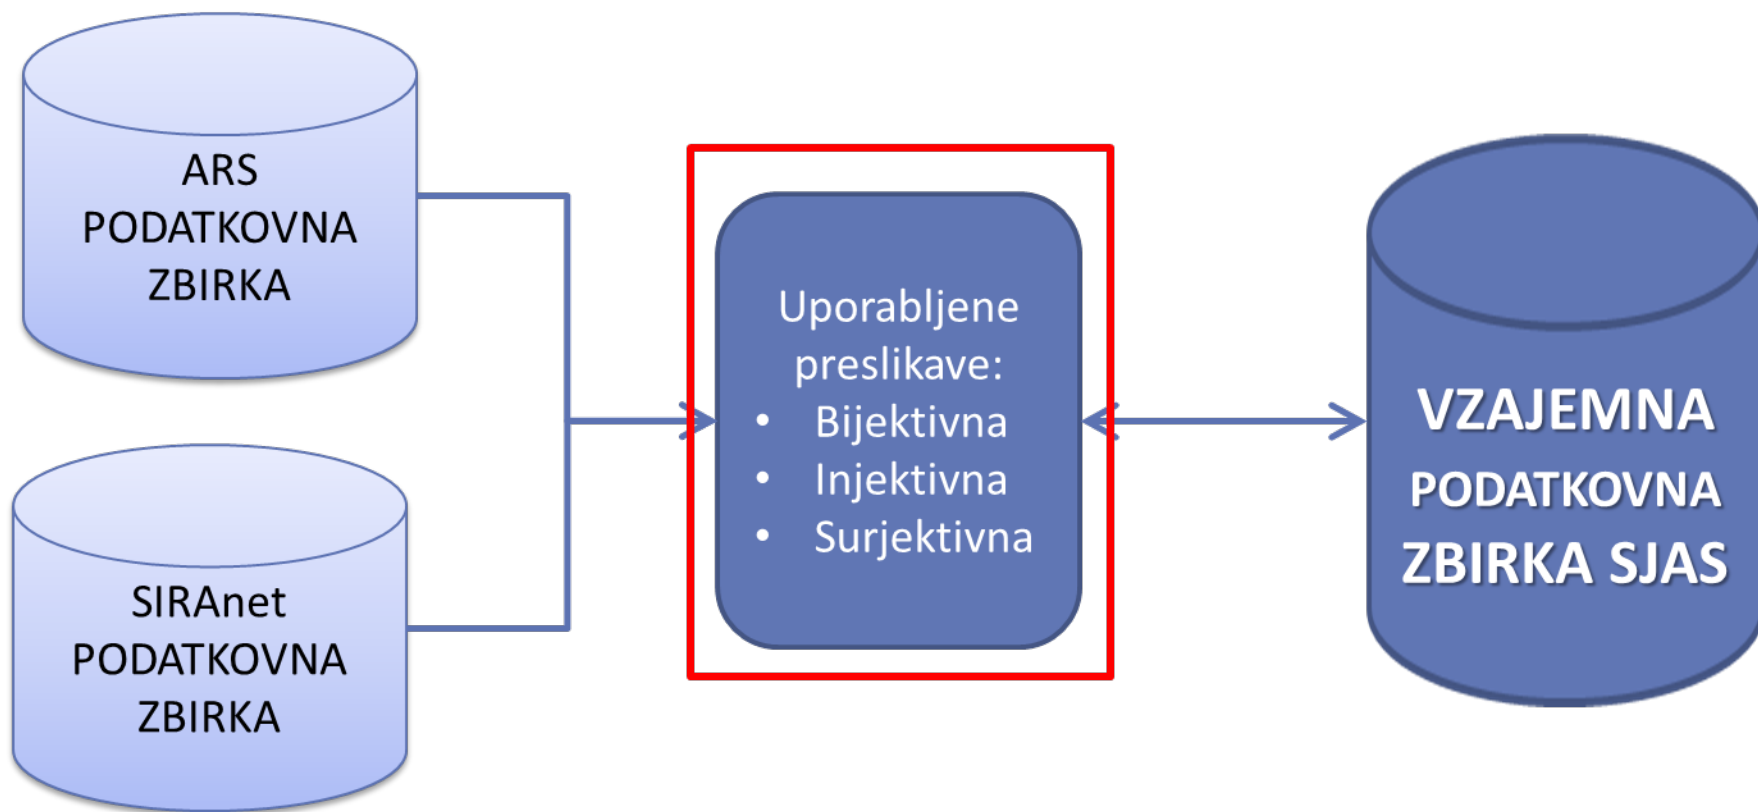 ARS
PODATKOVNA
ZBIRKA
SIRAnet
PODATKOVNA
ZBIRKA
Uporabljene
preslikave:
• Bijektivna
• Injektivna
• Surjektivna
VZAJEMNA
PODATKOVNA
ZBIRKA SJAS